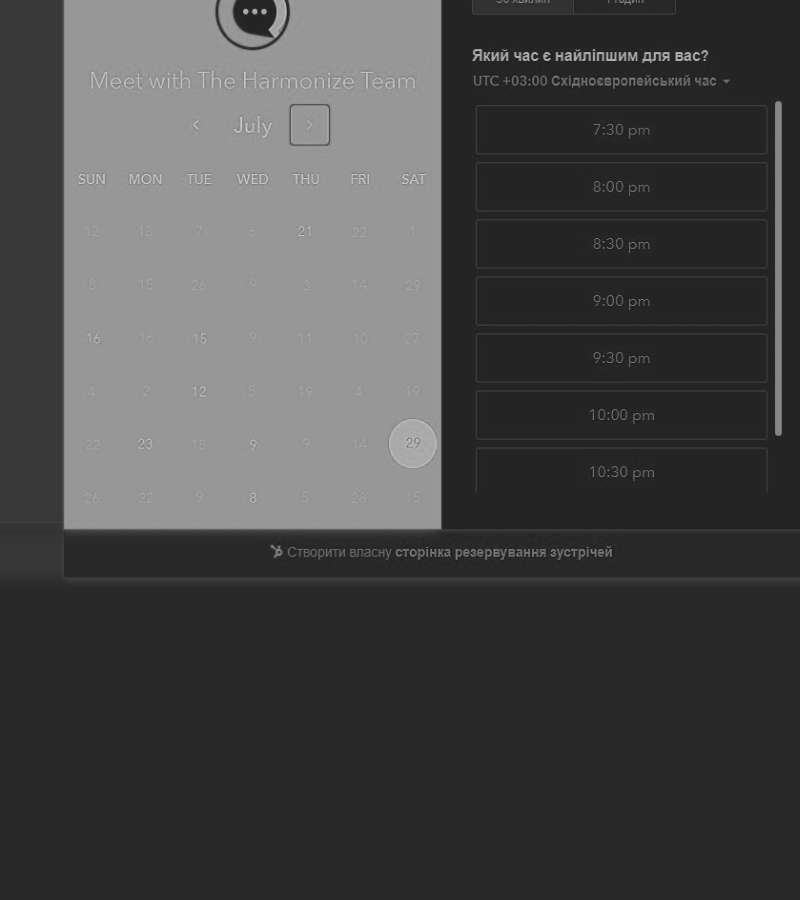 Meet with The Harmonize Team
July
SUN MON TUE WED THU FRI SAT
12 13 7 6 21 22 1
8 15 26 9 3 14 29
16 16 15 9 11 10 27
4 2 12 5 19 4 19
22 23 18 9 9 14 29
26 22 9 8 5 28 15
Який час є найліпшим для вас?
UTC +03:00 Східноєвропейський час
7:30 pm
8:00 pm
8:30 pm
9:00 pm
9:30 pm
10:00 pm
10:30 pm
Створити власну сторінка резервування зустрічей